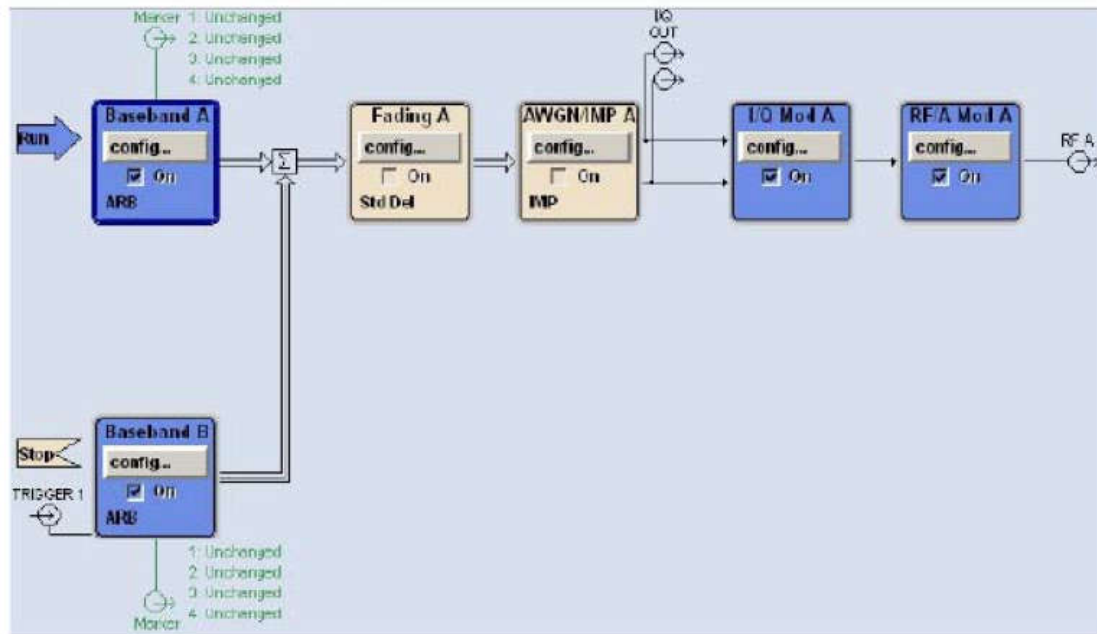 Marker 1: Unchanged
2: Unchanged
3: Unchanged
4: Unchanged
I/Q
OUT
Run
Baseband A
config...
On
ARB
Σ
Fading A
config...
On
Std Del
AWGN/IMP A
config...
On
IMP
I/Q Mod A
config...
On
RF/A Mod A
config...
On
RF A
Stop
TRIGGER 1
Baseband B
config...
On
ARB
1: Unchanged
2: Unchanged
3: Unchanged
4: Unchanged
Marker